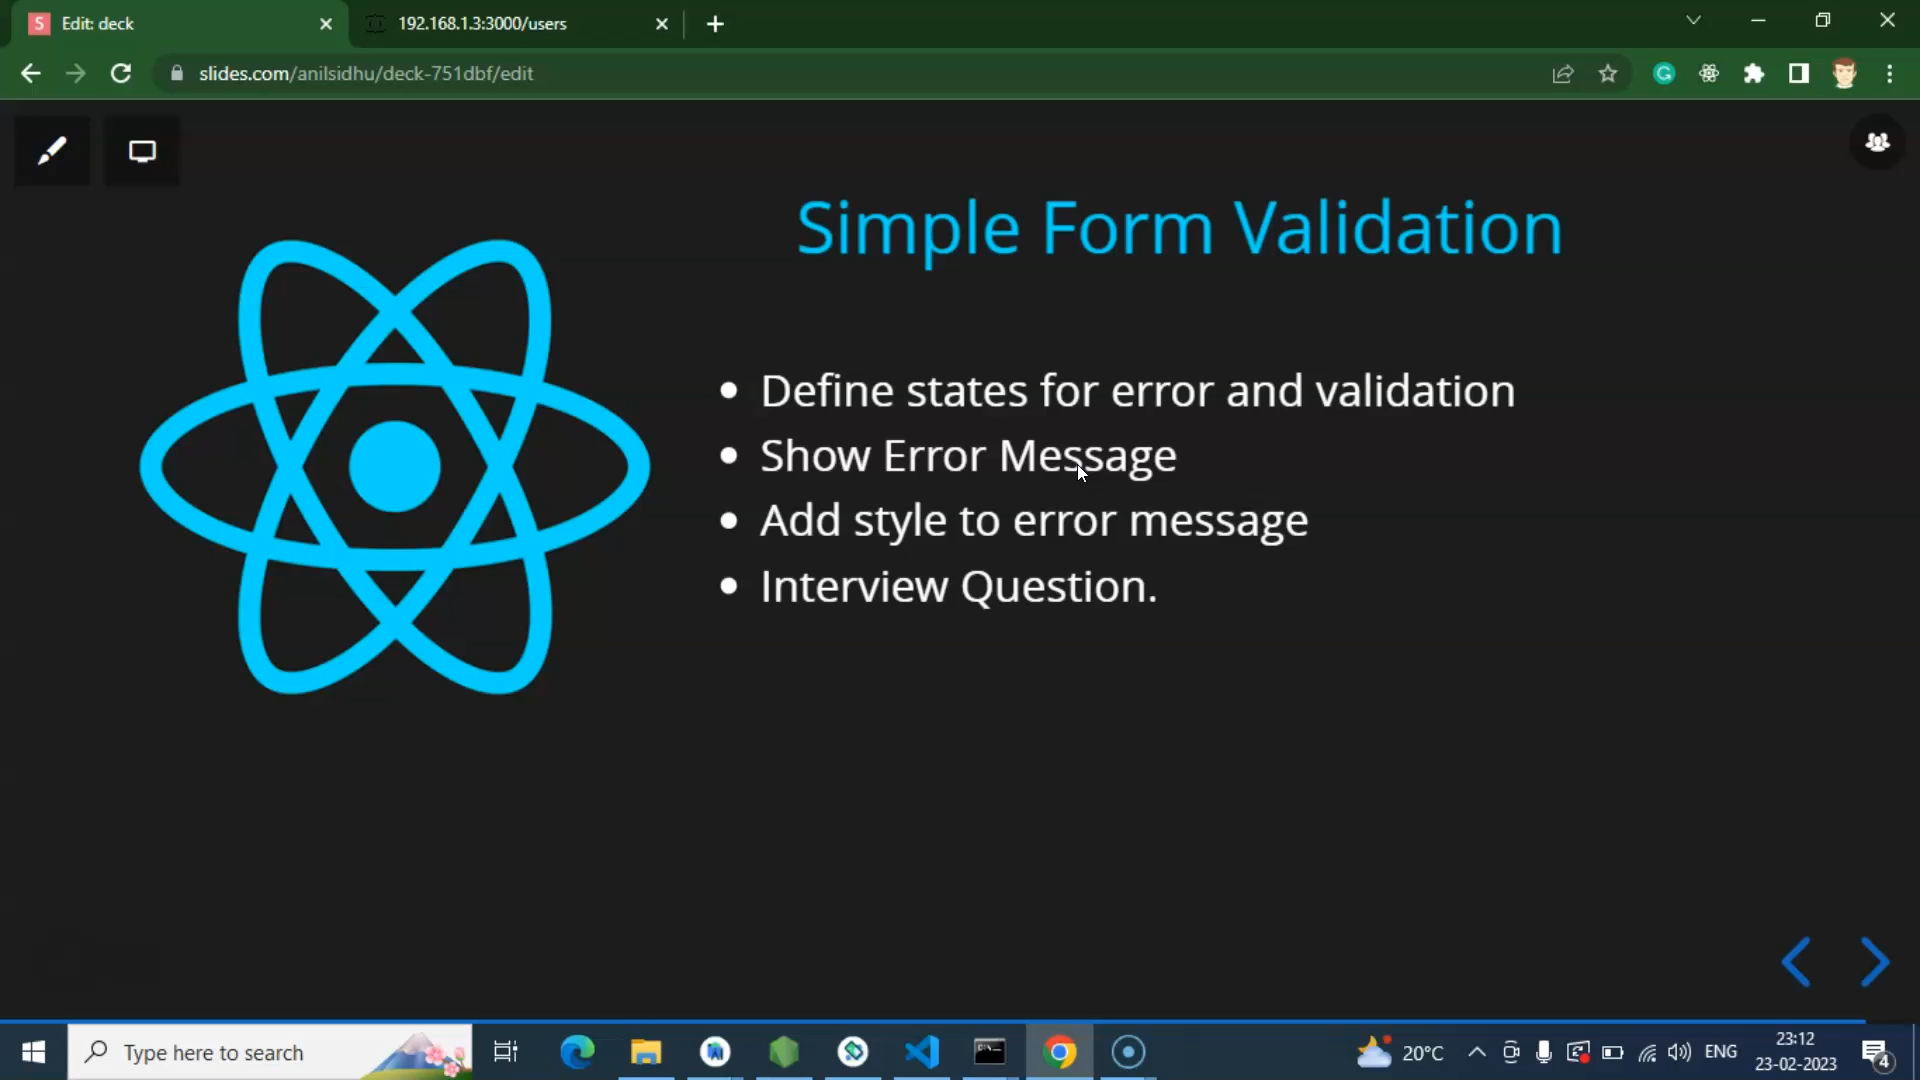 S Edit: deck
192.168.1.3:3000/users
slides.com/anilsidhu/deck-751dbf/edit
G
Simple Form Validation
• Define states for error and validation
• Show Error Message
• Add style to error message
• Interview Question.
Type here to search
20°C
ENG
23:12
23-02-2023
4